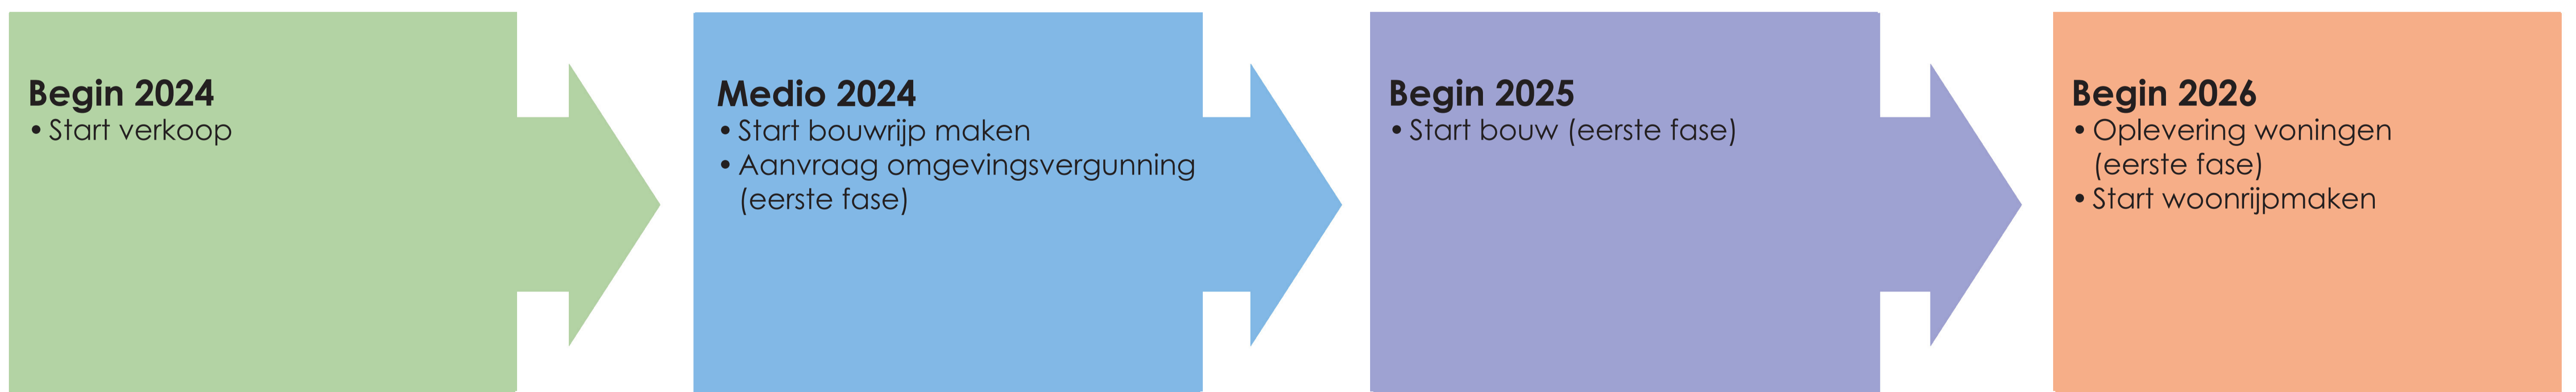 Begin 2024
• Start verkoop
Medio 2024
• Start bouwrijp maken
• Aanvraag omgevingsvergunning
(eerste fase)
Begin 2025
• Start bouw (eerste fase)
Begin 2026
• Oplevering woningen
(eerste fase)
• Start woonrijpmaken